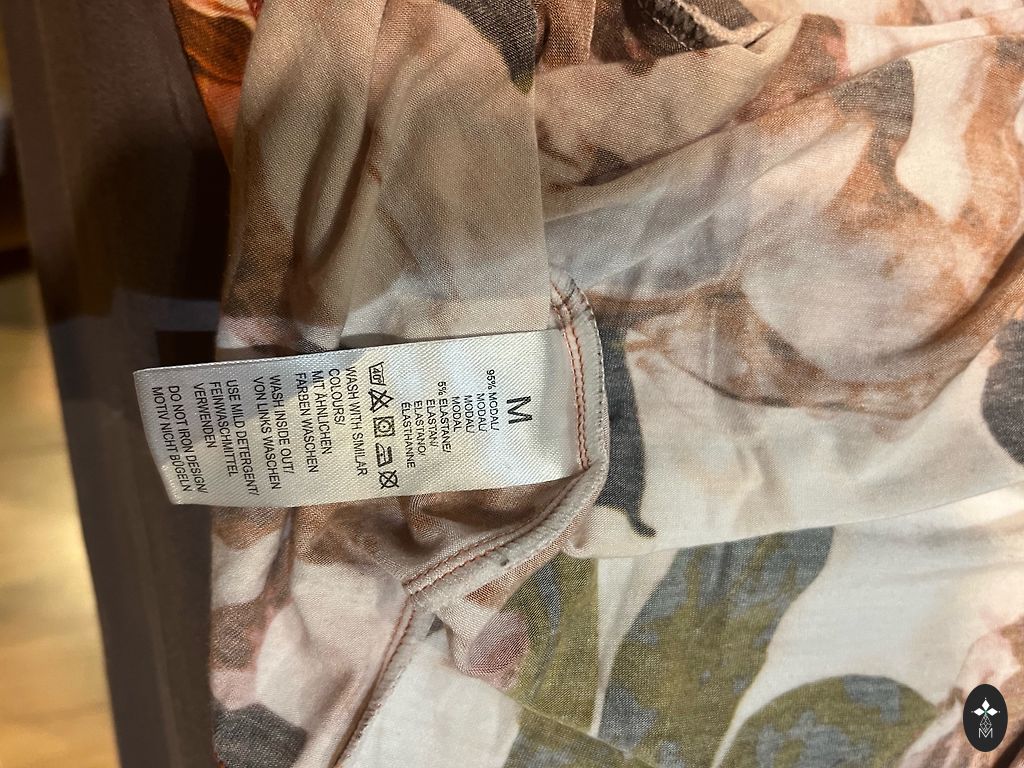 M
95% MODAL/
MODAL/
MODAL/
MODAL
5% ELASTANE/
ELASTAN/
ELASTANO/
ÉLASTHANNE
WASH WITH SIMILAR
COLOURS/
MIT ÄHNLICHEN
FARBEN WASCHEN
WASH INSIDE OUT/
VON LINKS WASCHEN
USE MILD DETERGENT/
FEINWASCHMITTEL
VERWENDEN
DO NOT IRON DESIGN/
MOTIV NICHT BÜGELN
M